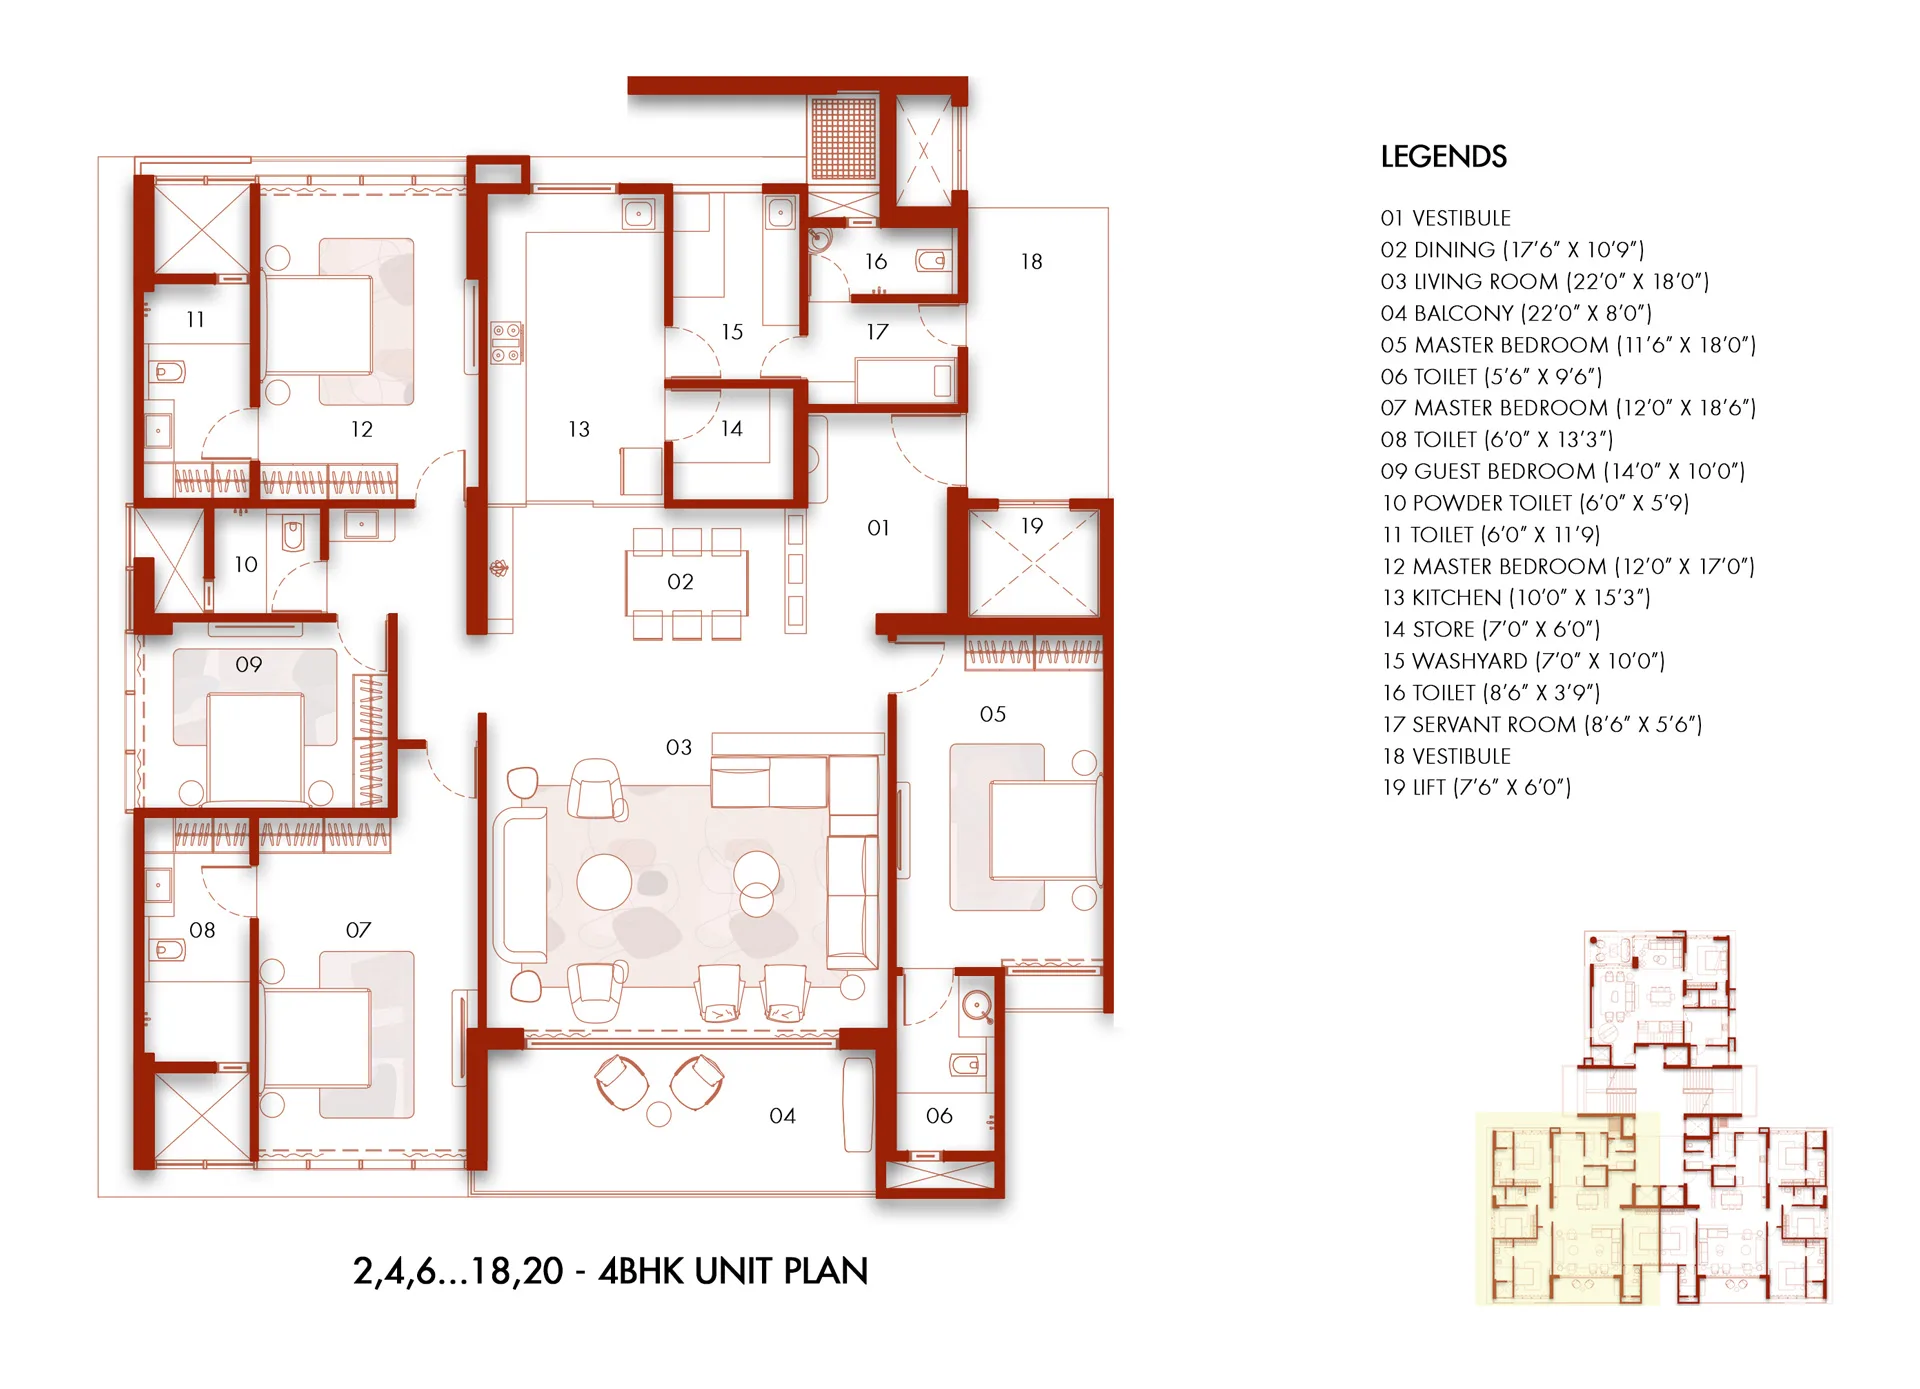 18
16
11
15
17
12
13
14
01
19
10
02
09
05
03
08
07
04
06
2,4,6...18,20 - 4BHK UNIT PLAN
LEGENDS
01 VESTIBULE
02 DINING (17'6" X 10'9")
03 LIVING ROOM (22'0" X 18'0")
04 BALCONY (22'0" X 8'0")
05 MASTER BEDROOM (11'6" X 18'0")
06 TOILET (5'6" X 9'6")
07 MASTER BEDROOM (12'0" X 18'6")
08 TOILET (6'0" X 13'3")
09 GUEST BEDROOM (14'0" X 10'0")
10 POWDER TOILET (6'0" X 5'9)
11 TOILET (6'0" X 11'9)
12 MASTER BEDROOM (12'0" X 17'0")
13 KITCHEN (10'0" X 15'3")
14 STORE (7'0" X 6'0")
15 WASHYARD (7'0" X 10'0")
16 TOILET (8'6" X 3'9")
17 SERVANT ROOM (8'6" X 5'6")
18 VESTIBULE
19 LIFT (7'6" X 6'0")